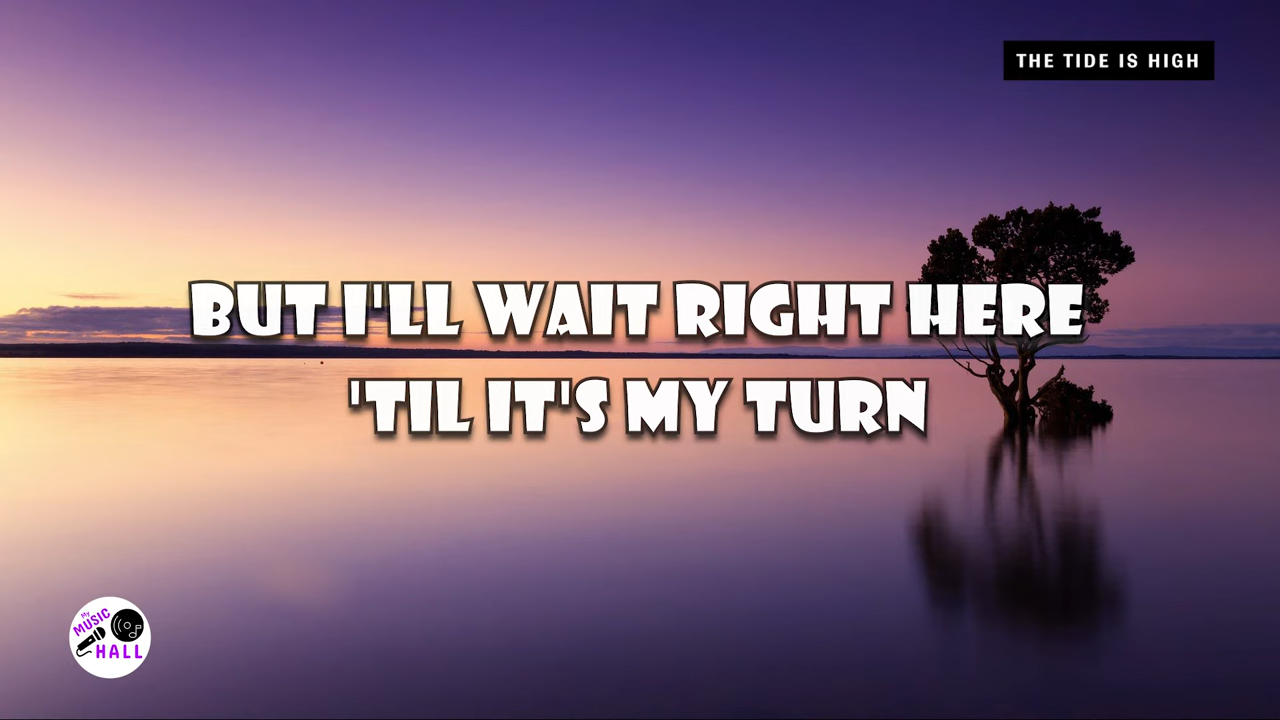 THE TIDE IS HIGH
BUT I'LL WAIT RIGHT HERE
'TIL IT'S MY TURN
My
MUSIC
HALL